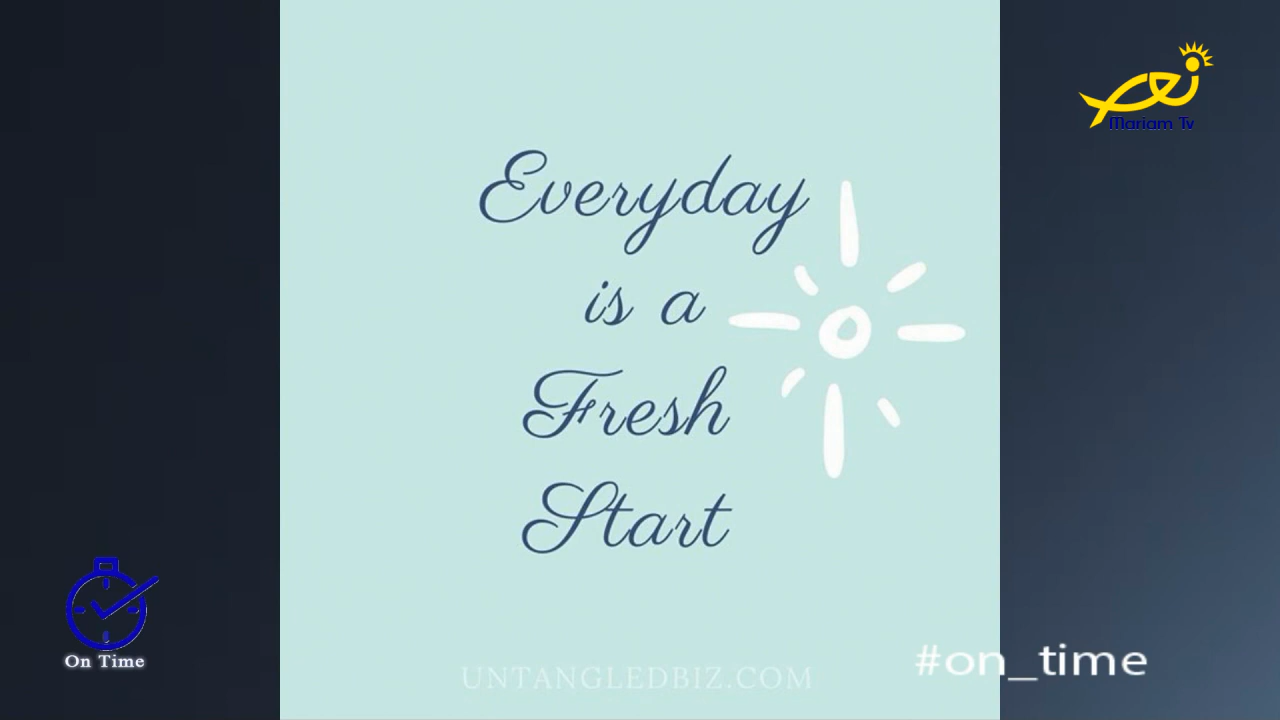 Mariam Tv
Everyday
is a
Fresh
Start
On Time
#on_time
UNTANGLEDBIZ.COM